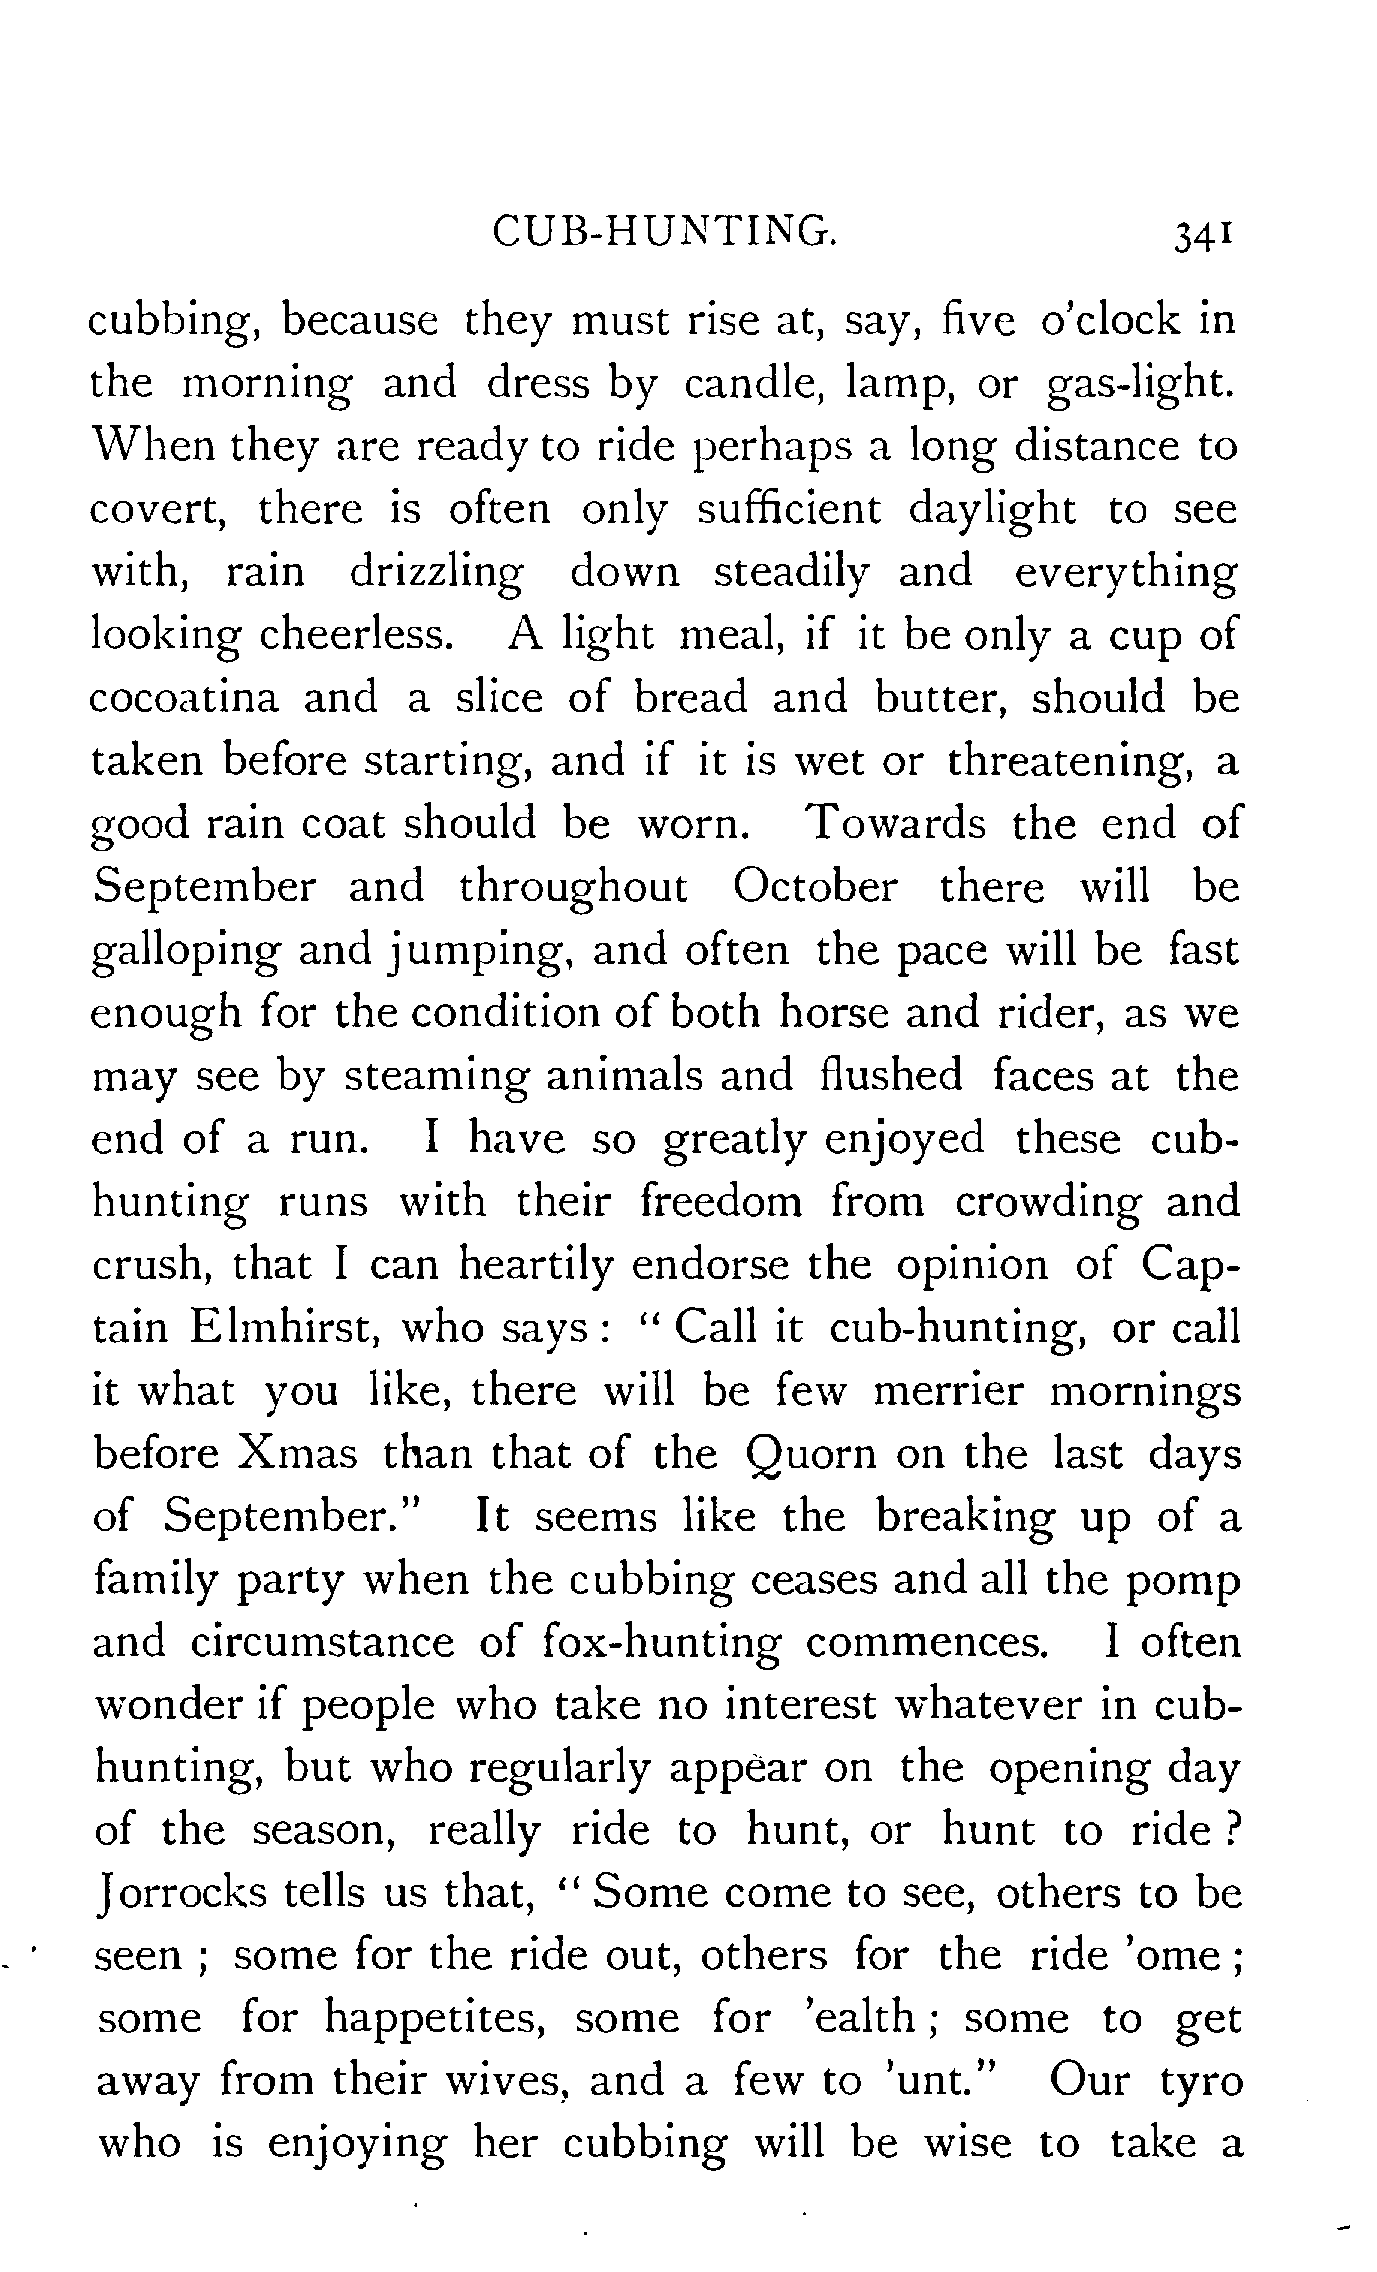 CUB-HUNTING. 341
cubbing, because they must rise at, say, five o'clock in
the morning and dress by candle, lamp, or gas-light.
When they are ready to ride perhaps a long distance to
covert, there is often only sufficient daylight to see
with, rain drizzling down steadily and everything
looking cheerless. A light meal, if it be only a cup of
cocoatina and a slice of bread and butter, should be
taken before starting, and if it is wet or threatening, a
good rain coat should be worn. Towards the end of
September and throughout October there will be
galloping and jumping, and often the pace will be fast
enough for the condition of both horse and rider, as we
may see by steaming animals and flushed faces at the
end of a run. I have so greatly enjoyed these cub-
hunting runs with their freedom from crowding and
crush, that I can heartily endorse the opinion of Cap-
tain Elmhirst, who says : " Call it cub-hunting, or call
it what you like, there will be few merrier mornings
before Xmas than that of the Quorn on the last days
of September." It seems like the breaking up of a
family party when the cubbing ceases and all the pomp
and circumstance of fox-hunting commences. I often
wonder if people who take no interest whatever in cub-
hunting, but who regularly appear on the opening day
of the season, really ride to hunt, or hunt to ride ?
Jorrocks tells us that, " Some come to see, others to be
seen ; some for the ride out, others for the ride 'ome ;
some for happetites, some for 'ealth ; some to get
away from their wives, and a few to 'unt." Our tyro
who is enjoying her cubbing will be wise to take a